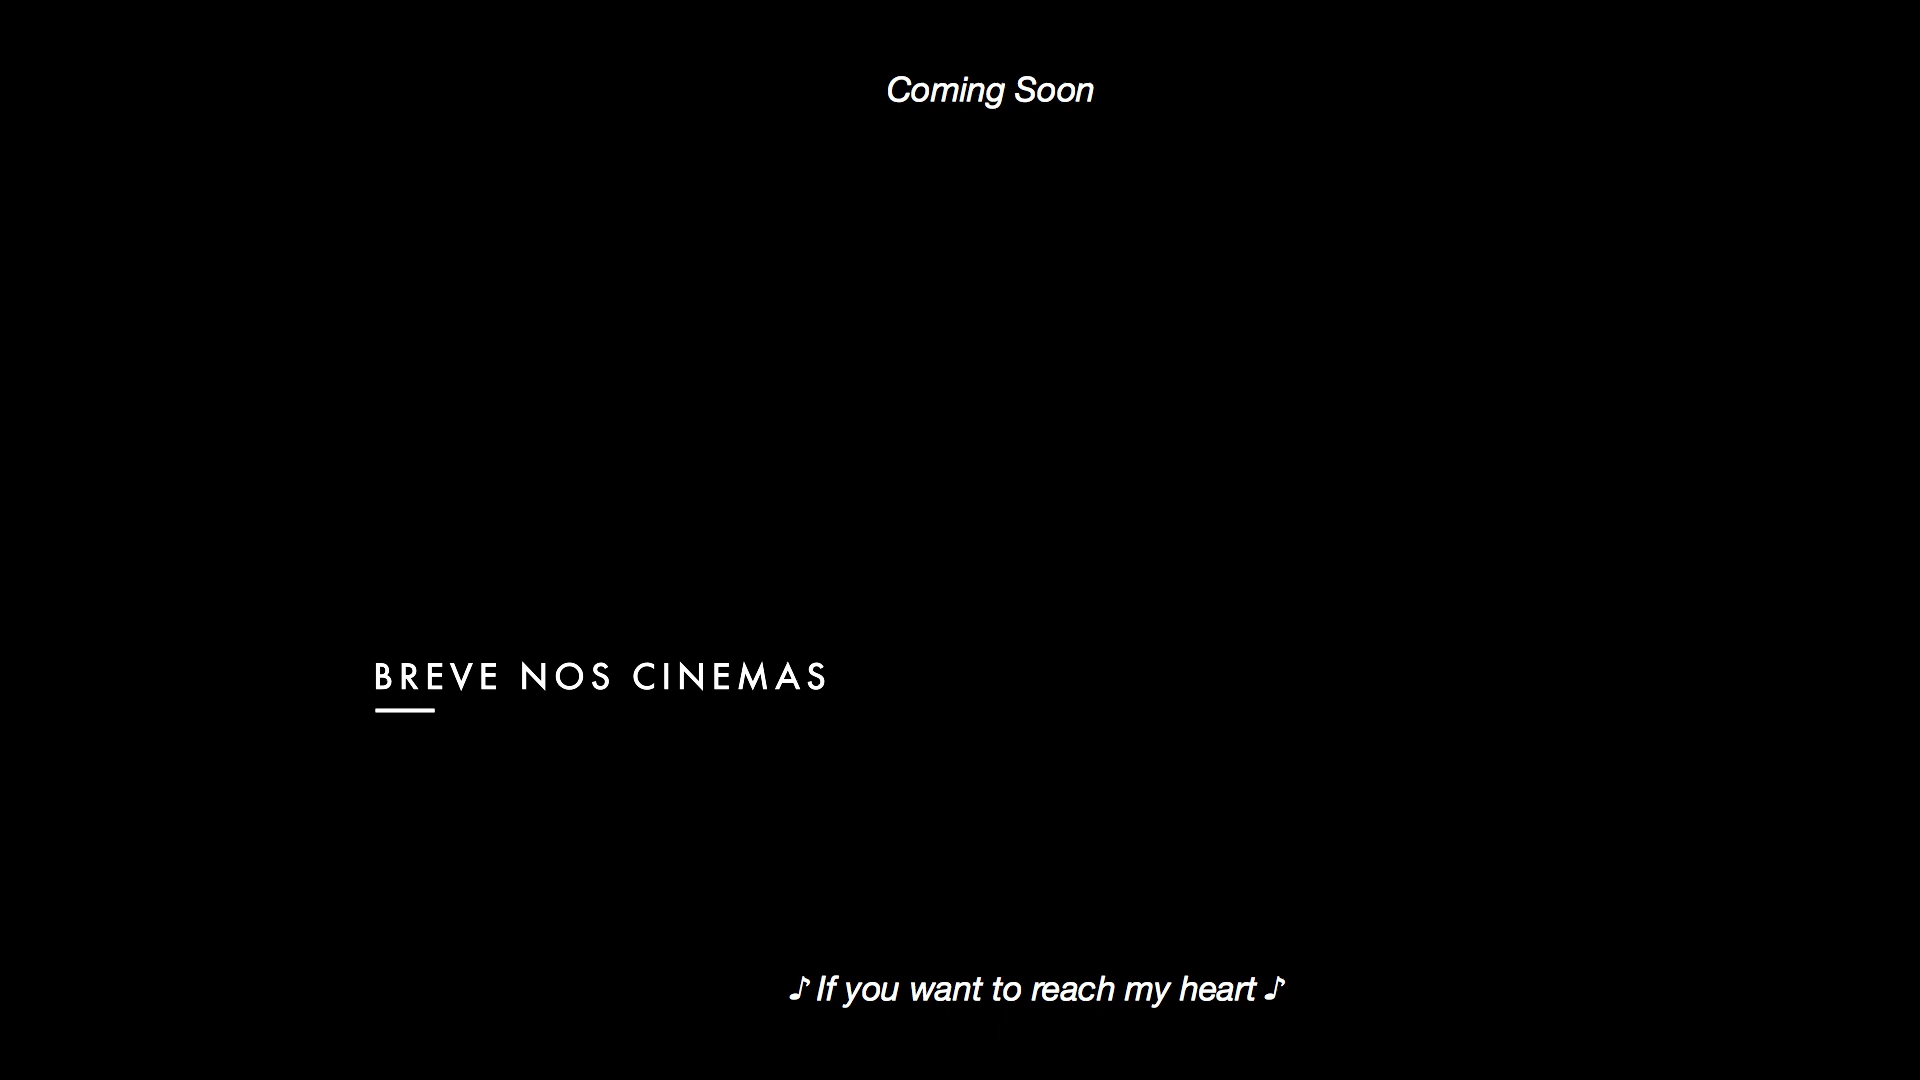 Coming Soon
BREVE NOS CINEMAS
♪ If you want to reach my heart ♪